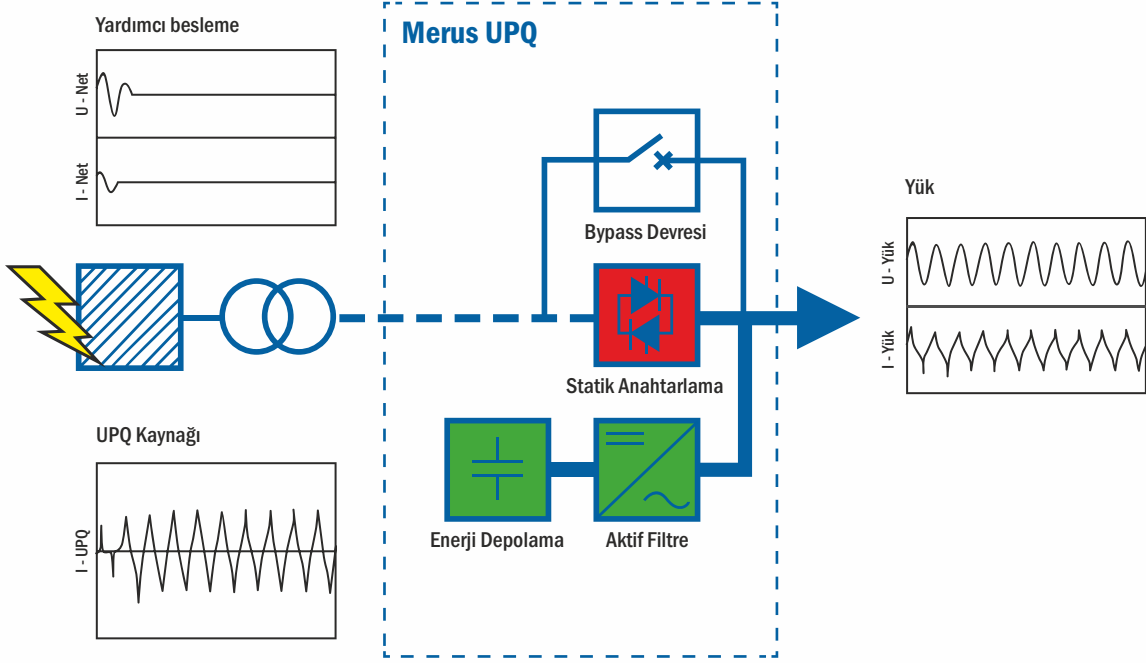 Yardımcı besleme
U - Net
I - Net
Merus UPQ
Bypass Devresi
Statik Anahtarlama
Yük
U - Yük
I - Yük
UPQ Kaynağı
I - UPQ
Enerji Depolama
Aktif Filtre